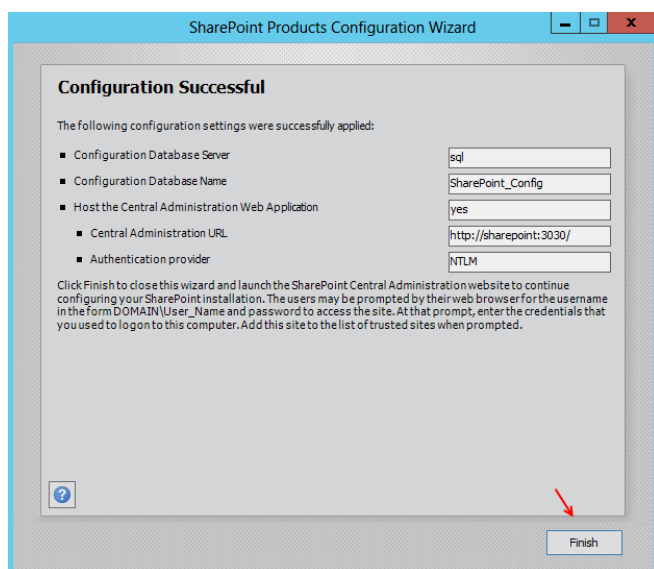 SharePoint Products Configuration Wizard
Configuration Successful
The following configuration settings were successfully applied:
Configuration Database Server sql
Configuration Database Name SharePoint_Config
Host the Central Administration Web Application yes
Central Administration URL http://sharepoint:3030/
Authentication provider NTLM
Click Finish to close this wizard and launch the SharePoint Central Administration website to continue
configuring your SharePoint installation. The users may be prompted by their web browser for the username
in the form DOMAIN\User_Name and password to access the site. At that prompt, enter the credentials that
you used to logon to this computer. Add this site to the list of trusted sites when prompted.
Finish